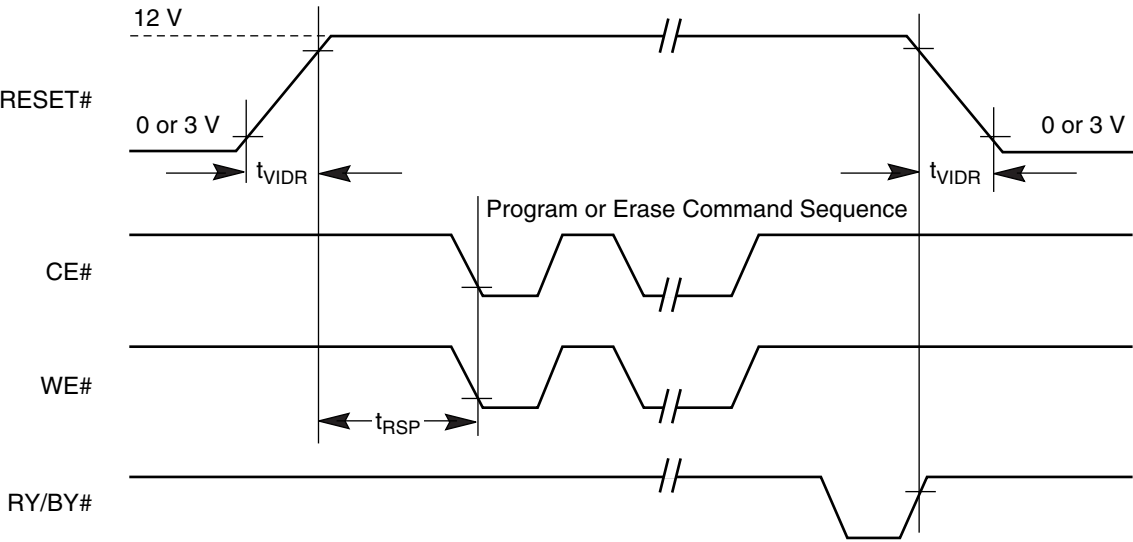 12 V
RESET#
0 or 3 V
0 or 3 V
tVIDR
tVIDR
Program or Erase Command Sequence
CE#
WE#
tRSP
RY/BY#